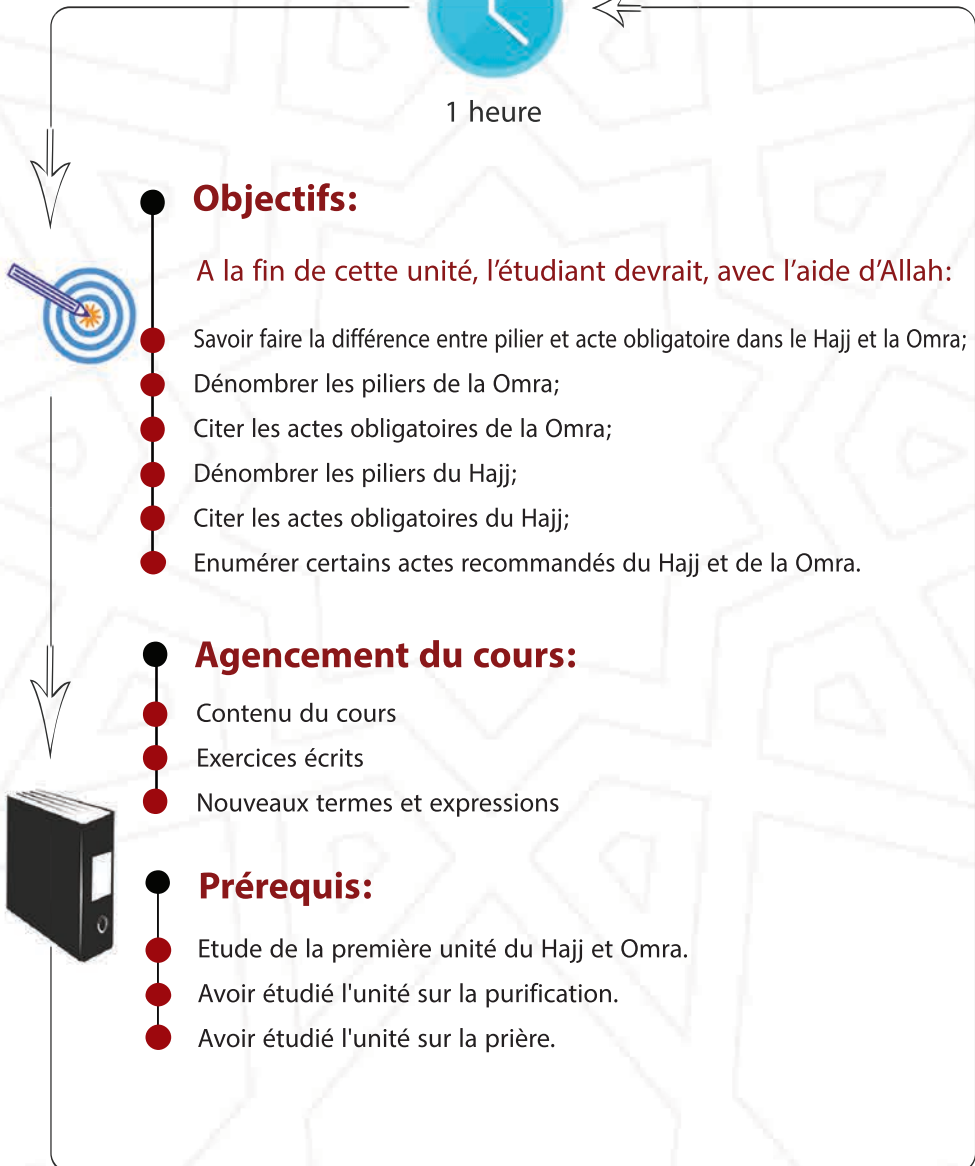 1 heure
Objectifs:
A la fin de cette unité, l’étudiant devrait, avec l’aide d’Allah:
Savoir faire la différence entre pilier et acte obligatoire dans le Hajj et la Omra;
Dénombrer les piliers de la Omra;
Citer les actes obligatoires de la Omra;
Dénombrer les piliers du Hajj;
Citer les actes obligatoires du Hajj;
Enumérer certains actes recommandés du Hajj et de la Omra.
Agencement du cours:
Contenu du cours
Exercices écrits
Nouveaux termes et expressions
Prérequis:
Etude de la première unité du Hajj et Omra.
Avoir étudié l'unité sur la purification.
Avoir étudié l'unité sur la prière.